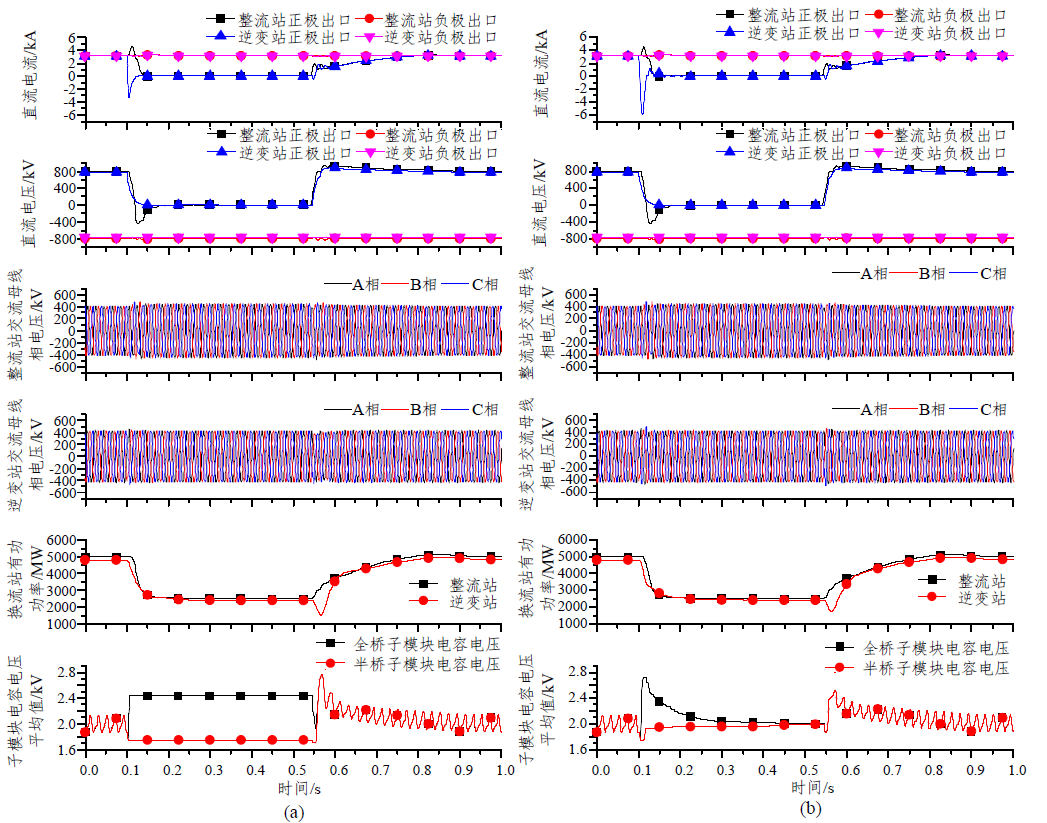 整流站正极出口 整流站负极出口
逆变站正极出口 逆变站负极出口
直流电流/kA
6
4
2
0
-2
-4
-6
整流站正极出口 整流站负极出口
逆变站正极出口 逆变站负极出口
直流电压/kV
800
400
0
-400
-800
A相 B相 C相
整流站交流母线
相电压/kV
600
400
200
0
-200
-400
-600
A相 B相 C相
逆变站交流母线
相电压/kV
600
400
200
0
-200
-400
-600
换流站有功
功率/MW
6000
5000
4000
3000
2000
1000
整流站
逆变站
全桥子模块电容电压
半桥子模块电容电压
子模块电容电压
平均值/kV
2.8
2.4
2.0
1.6
0.0 0.1 0.2 0.3 0.4 0.5 0.6 0.7 0.8 0.9 1.0
时间/s
(a)
整流站正极出口 整流站负极出口
逆变站正极出口 逆变站负极出口
直流电流/kA
6
4
2
0
-2
-4
-6
整流站正极出口 整流站负极出口
逆变站正极出口 逆变站负极出口
直流电压/kV
800
400
0
-400
-800
A相 B相 C相
整流站交流母线
相电压/kV
600
400
200
0
-200
-400
-600
A相 B相 C相
逆变站交流母线
相电压/kV
600
400
200
0
-200
-400
-600
换流站有功
功率/MW
6000
5000
4000
3000
2000
1000
整流站
逆变站
全桥子模块电容电压
半桥子模块电容电压
子模块电容电压
平均值/kV
2.8
2.4
2.0
1.6
0.0 0.1 0.2 0.3 0.4 0.5 0.6 0.7 0.8 0.9 1.0
时间/s
(b)